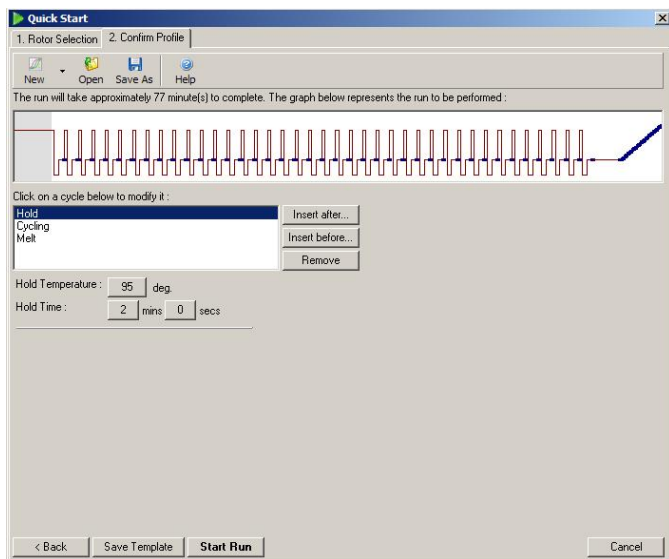 Quick Start
1. Rotor Selection 2. Confirm Profile
New Open Save As Help
The run will take approximately 77 minute(s) to complete. The graph below represents the run to be performed :
Click on a cycle below to modify it :
Hold
Cycling
Melt
Insert after...
Insert before...
Remove
Hold Temperature : 95 deg.
Hold Time : 2 mins 0 secs
< Back Save Template Start Run Cancel